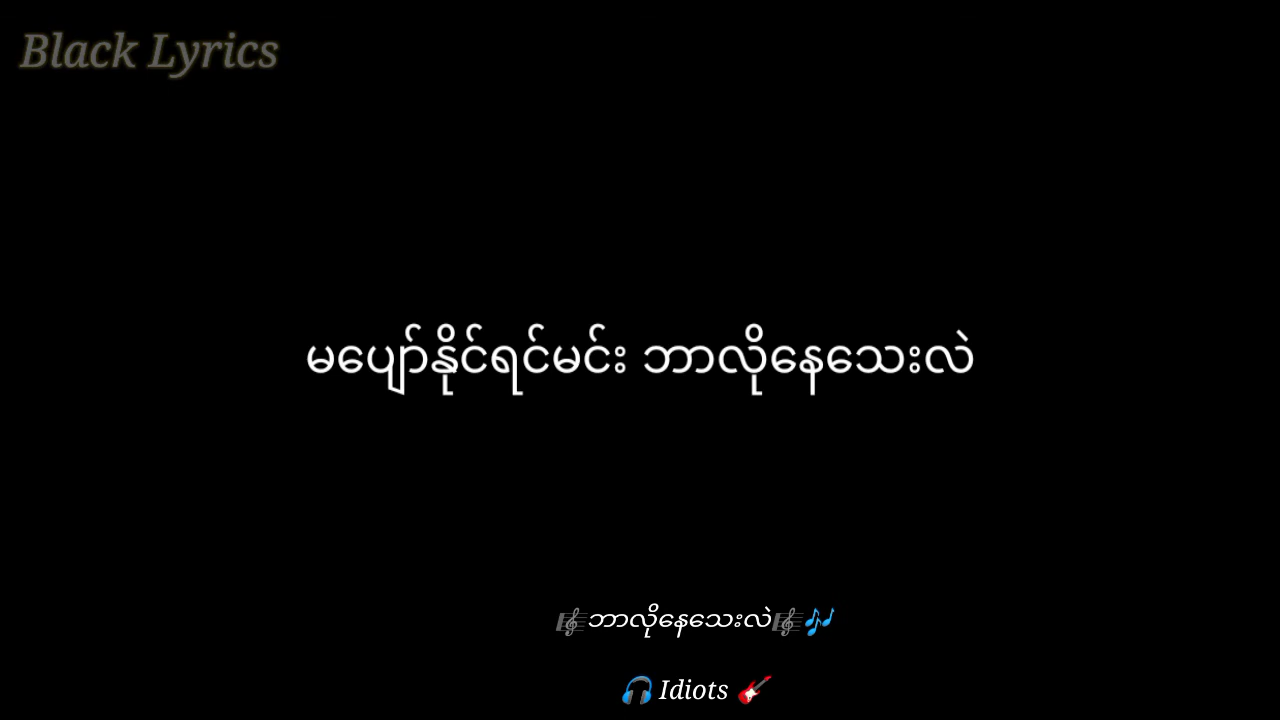 Black Lyrics
မပျော်နိုင်ရင်မင်း ဘာလိုနေသေးလဲ
🎼ဘာလိုနေသေးလဲ🎼🎶
🎧 Idiots 🎸